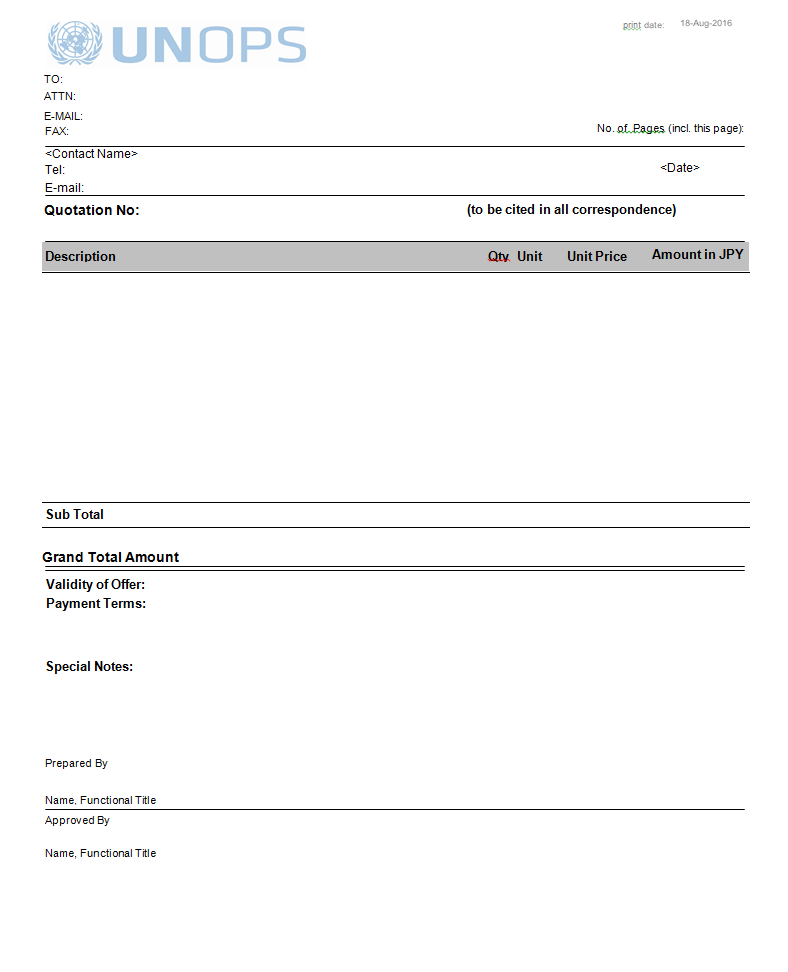 UNOPS
print date: 18-Aug-2016
TO:
ATTN:
E-MAIL:
FAX:
No. of Pages (incl. this page):
<Contact Name>
Tel:
<Date>
E-mail:
Quotation No: (to be cited in all correspondence)
Description Qty Unit Unit Price Amount in JPY
Sub Total
Grand Total Amount
Validity of Offer:
Payment Terms:
Special Notes:
Prepared By
Name, Functional Title
Approved By
Name, Functional Title